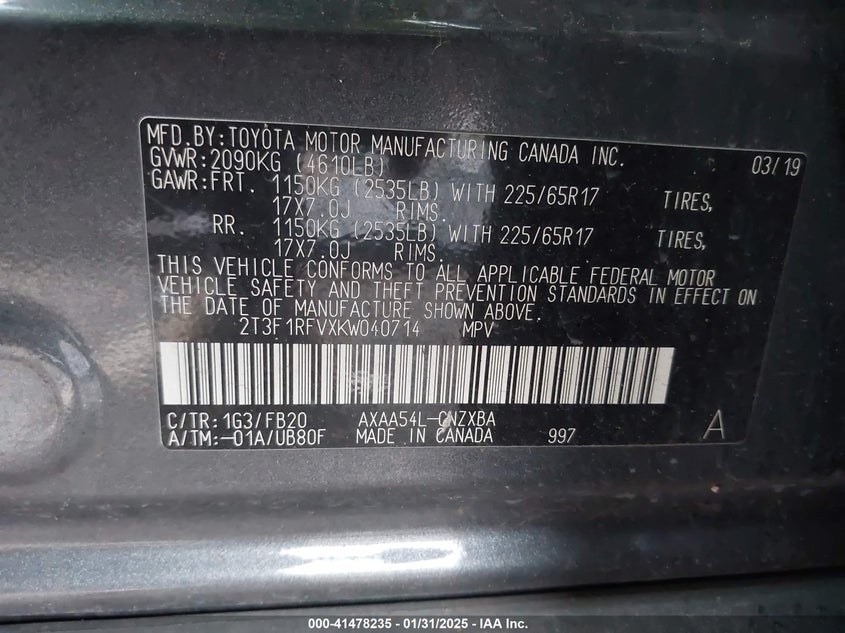 MFD.BY:TOYOTA MOTOR MANUFACTURING CANADA INC. 03/19
GVWR:2090KG (4610LB)
GAWR:FRT. 1150KG (2535LB) WITH 225/65R17 TIRES,
17X7.0J RIMS.
RR. 1150KG (2535LB) WITH 225/65R17 TIRES,
17X7.0J RIMS.
THIS VEHICLE CONFORMS TO ALL APPLICABLE FEDERAL MOTOR
VEHICLE SAFETY AND THEFT PREVENTION STANDARDS IN EFFECT ON
THE DATE OF MANUFACTURE SHOWN ABOVE.
2T3F1RFVXKW040714 MPV
C/TR:1G3/FB20 AXAA54L-CNZXBA
A/TM:-01A/UB80F MADE IN CANADA 997 A
000-41478235 - 01/31/2025 - IAA Inc.